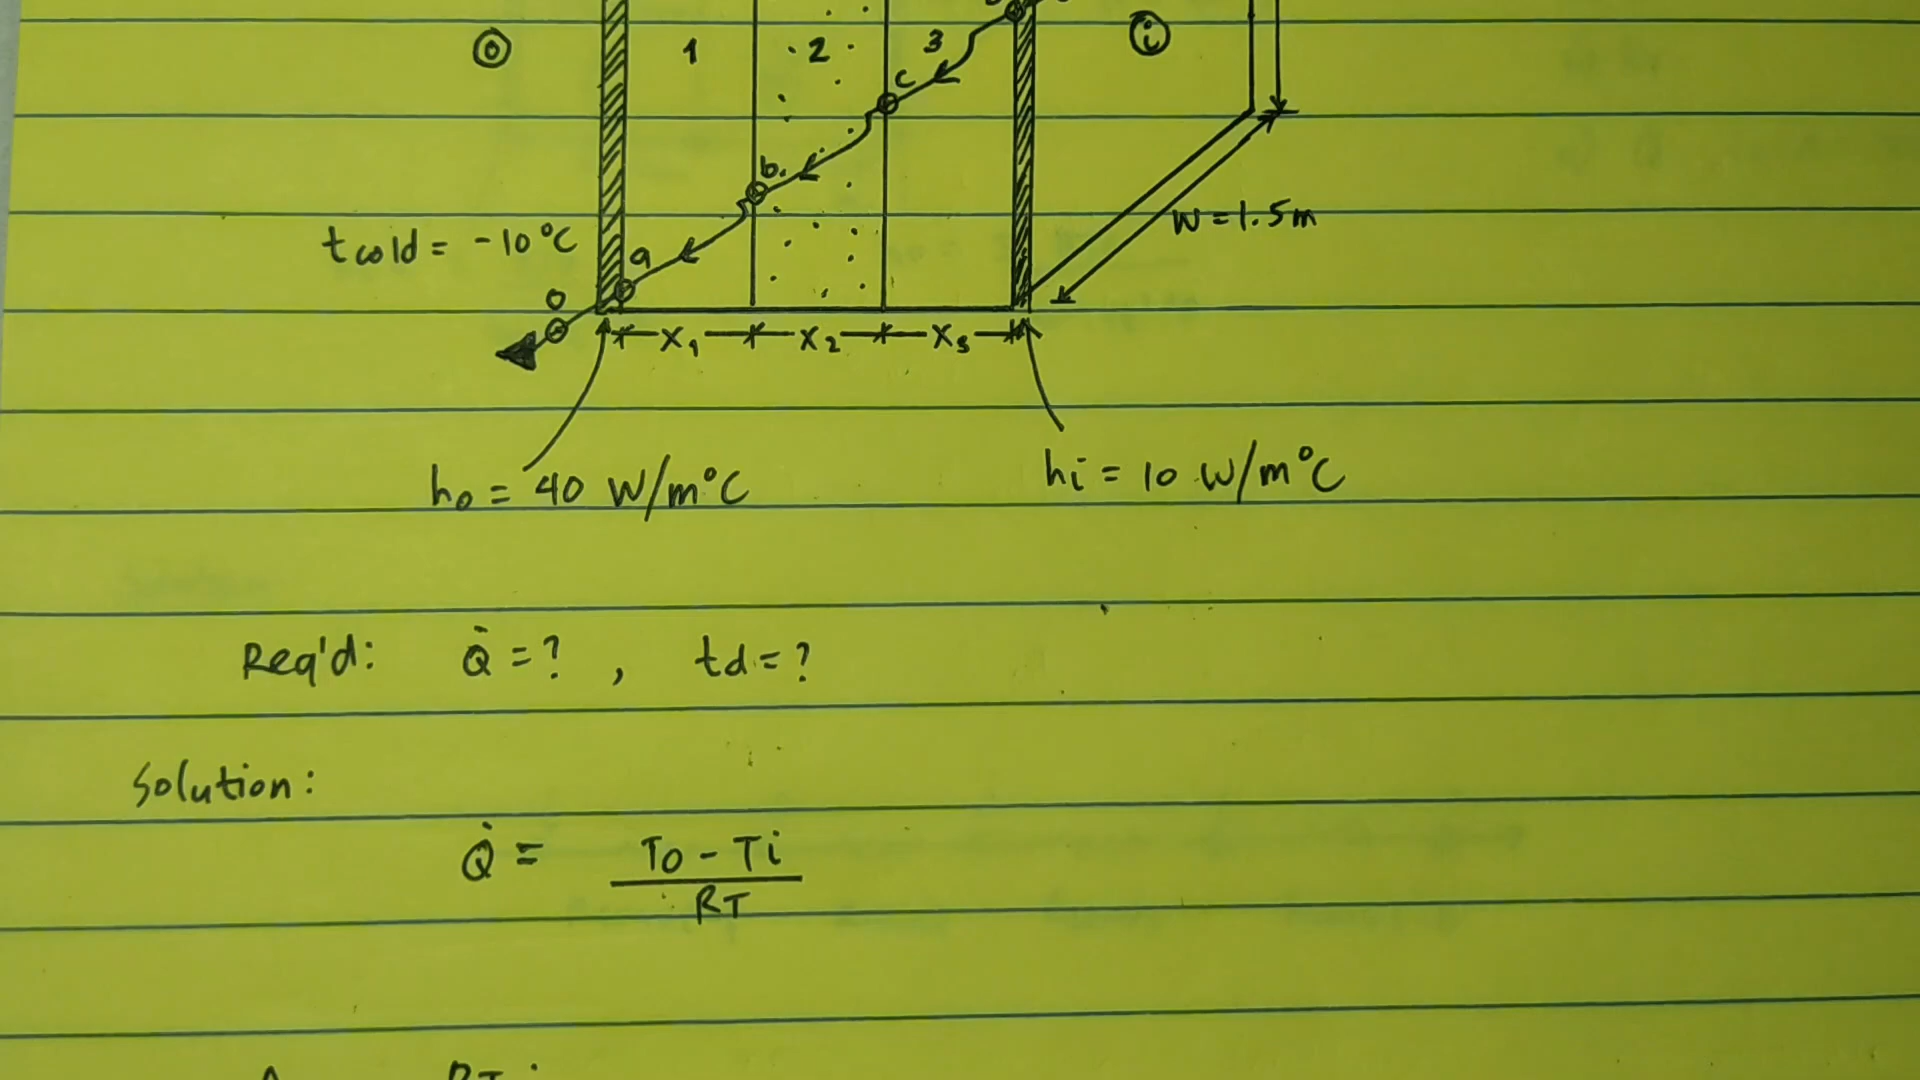 o 1 2 3 i
c
b
w = 1.5m
tcold = -10°C
a
o
x1 x2 x3
ho = 40 W/m°C hi = 10 W/m°C
Req'd: Q̇ = ? , td = ?
Solution:
Q̇ = To - Ti
RT
RT :